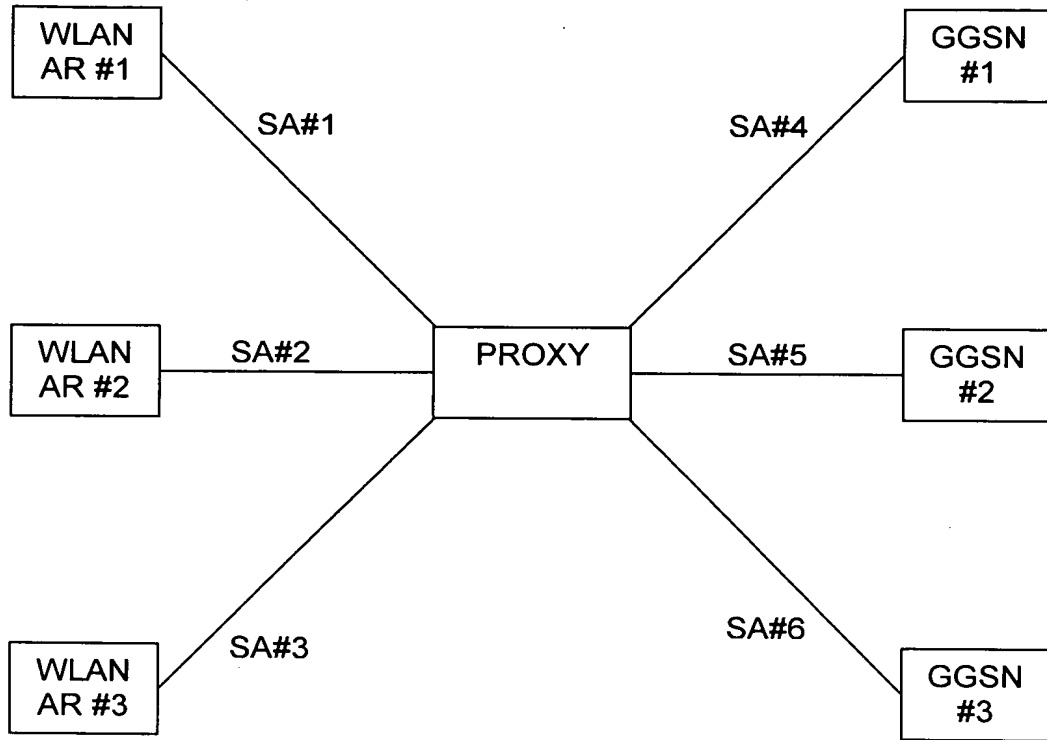 WLAN
AR #1
GGSN
#1
SA#1
SA#4
WLAN
AR #2
SA#2
PROXY
SA#5
GGSN
#2
SA#3
SA#6
WLAN
AR #3
GGSN
#3